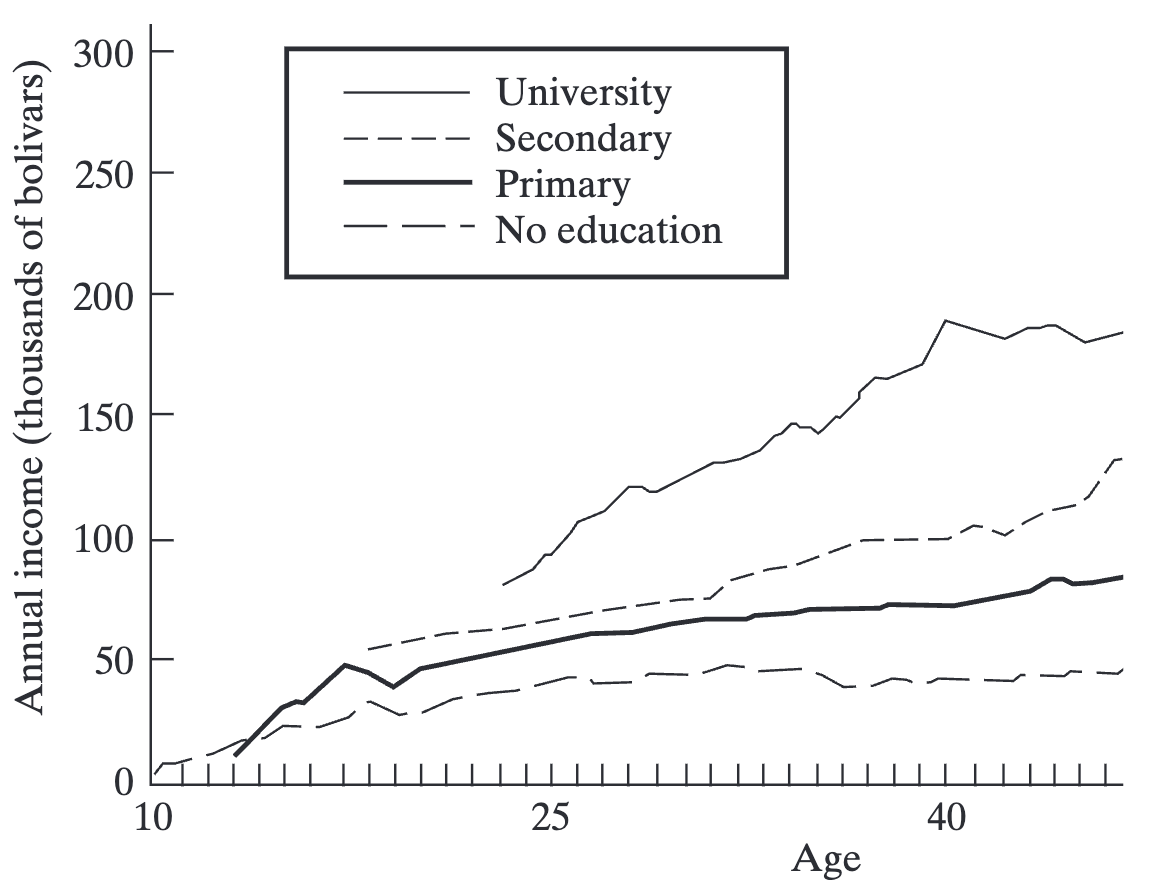 Annual income (thousands of bolivars)
300
250
200
150
100
50
0
University
Secondary
Primary
No education
10 25 40
Age